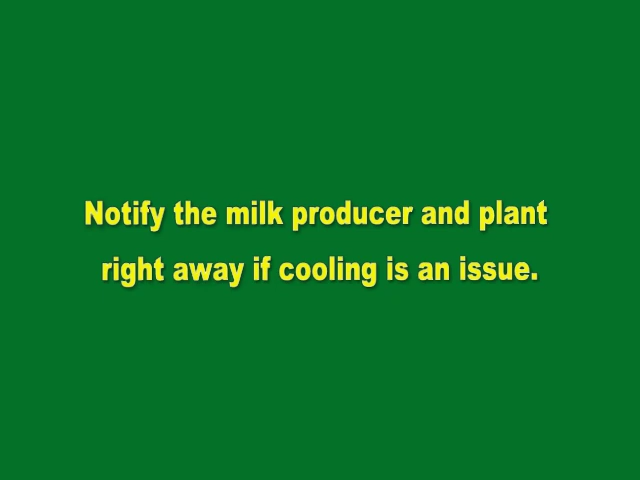 Notify the milk producer and plant
right away if cooling is an issue.